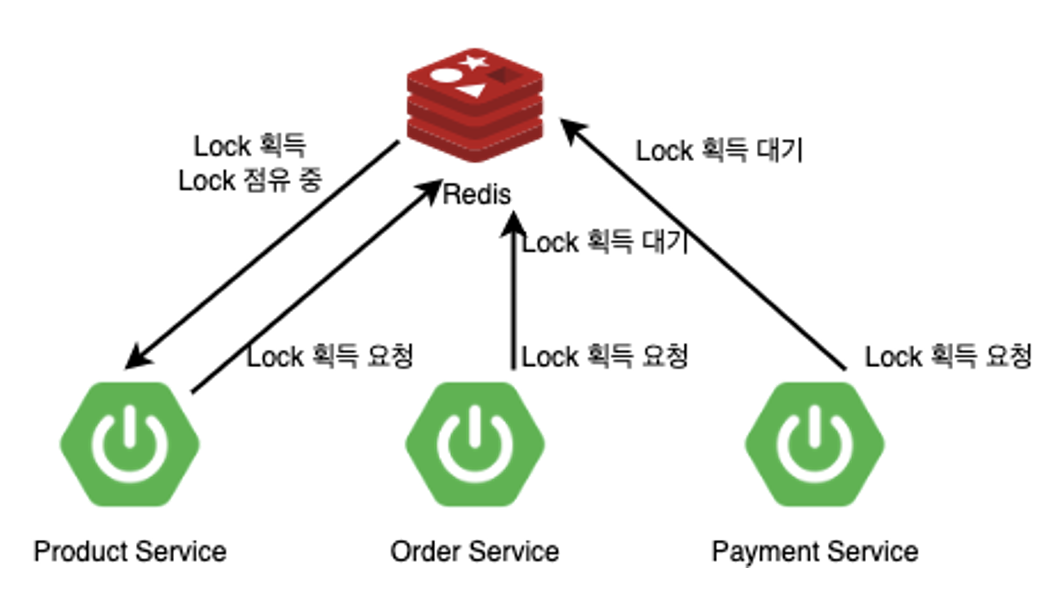 Lock 획득
Lock 점유 중
Lock 획득 대기
Redis
Lock 획득 대기
Lock 획득 요청
Lock 획득 요청
Lock 획득 요청
Product Service
Order Service
Payment Service